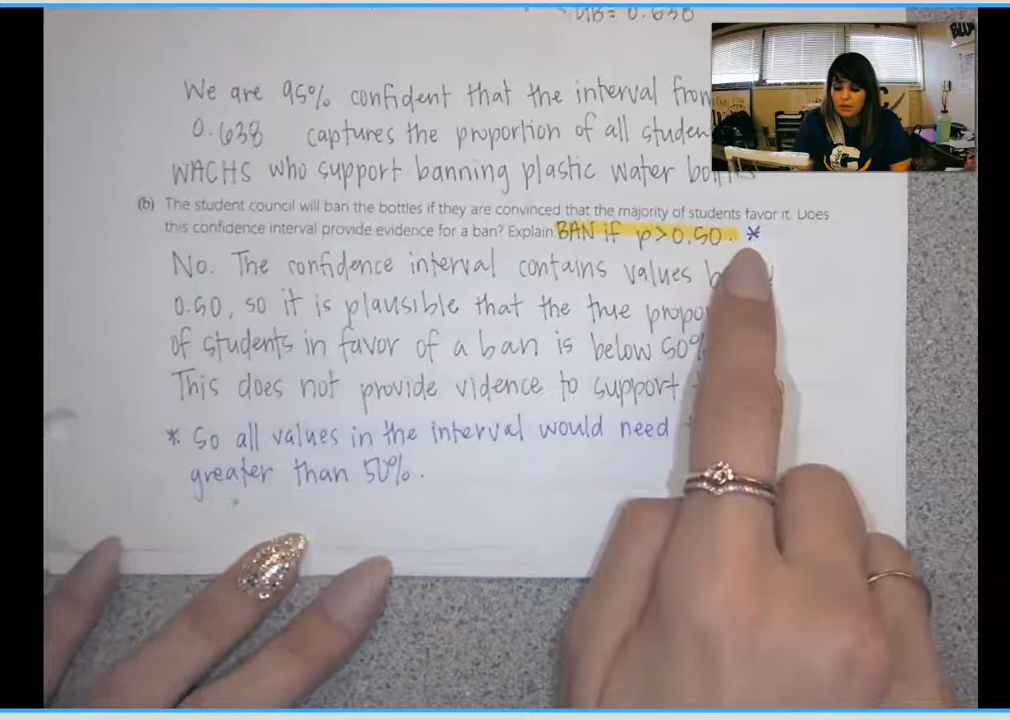 UB = 0.638
We are 95% confident that the interval from
0.638 captures the proportion of all
WACHS who support banning plastic water
(b) The student council will ban the bottles if they are convinced that the majority of students favor it. Does
this confidence interval provide evidence for a ban? Explain. BAN if p > 0.50. *
No. The confidence interval contains values
0.50, so it is plausible that the true
of students in favor of a ban is below 50%
This does not provide vidence to support
* So all values in the interval would need
greater than 50%.